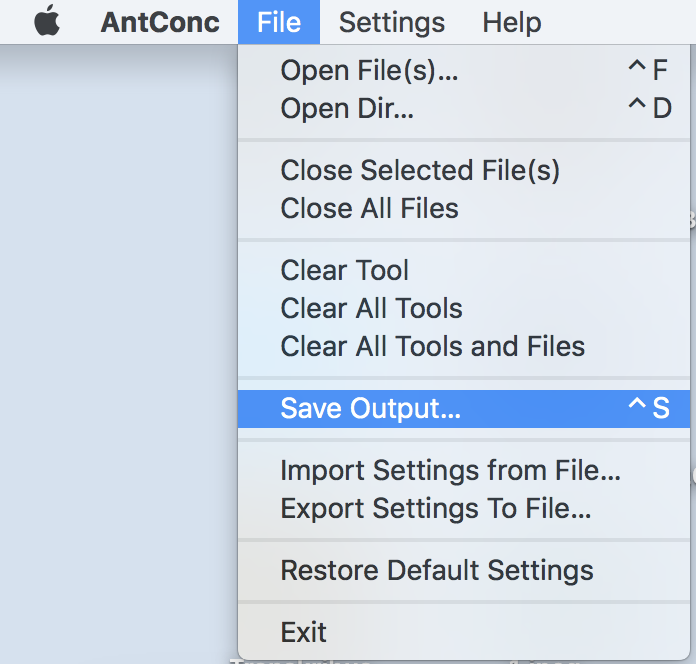 AntConc File Settings Help
Open File(s)... ^ F
Open Dir... ^ D
Close Selected File(s)
Close All Files
Clear Tool
Clear All Tools
Clear All Tools and Files
Save Output... ^ S
Import Settings from File...
Export Settings To File...
Restore Default Settings
Exit